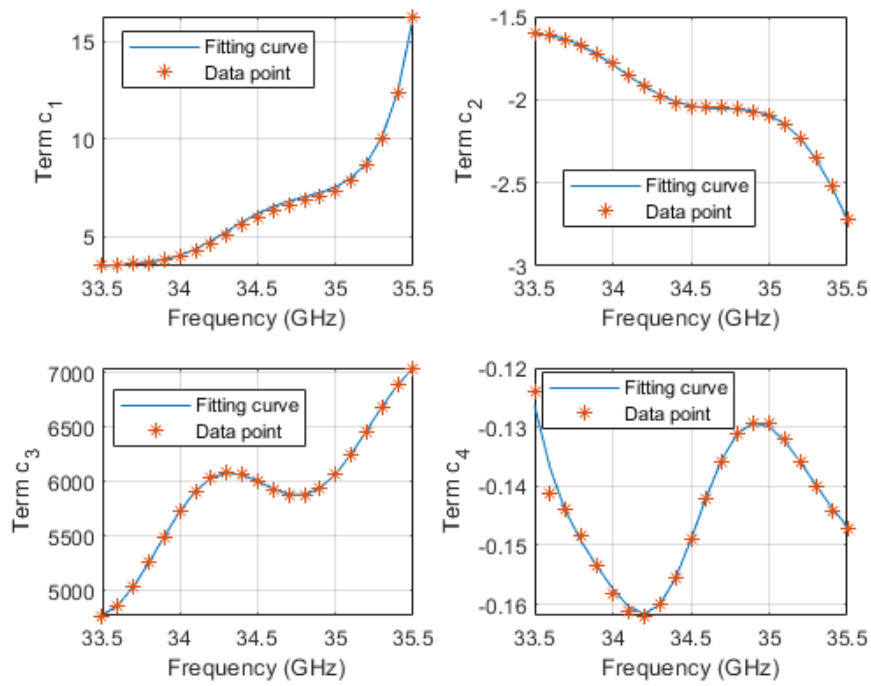 Term c1
15
10
5
Fitting curve
Data point
33.5 34 34.5 35 35.5
Frequency (GHz)
Term c2
-1.5
-2
-2.5
-3
Fitting curve
Data point
33.5 34 34.5 35 35.5
Frequency (GHz)
Term c3
7000
6500
6000
5500
5000
Fitting curve
Data point
33.5 34 34.5 35 35.5
Frequency (GHz)
Term c4
-0.12
-0.13
-0.14
-0.15
-0.16
Fitting curve
Data point
33.5 34 34.5 35 35.5
Frequency (GHz)